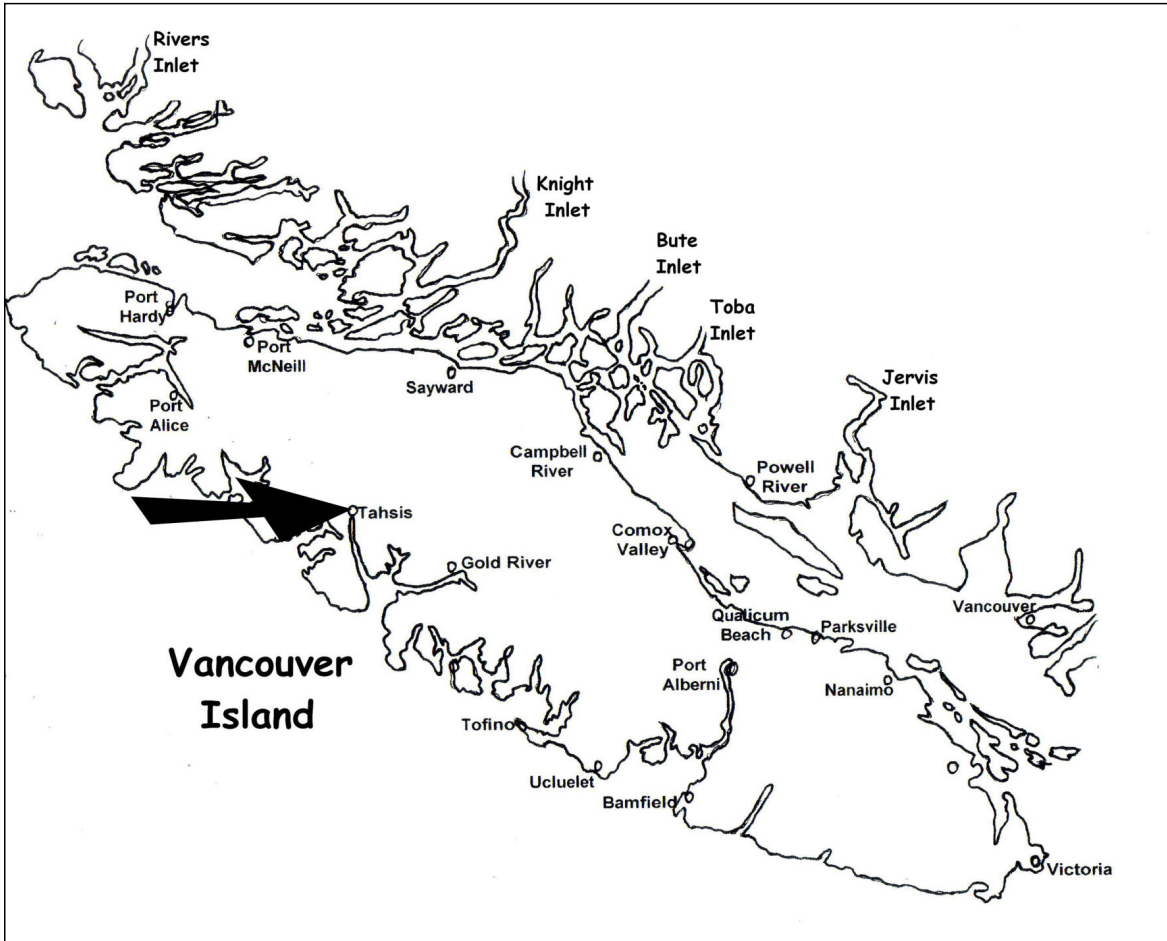 Rivers
Inlet
Knight
Inlet
Bute
Inlet
Toba
Inlet
Port
Hardy
Port
McNeill
Sayward
Jervis
Inlet
Port
Alice
Campbell
River
Powell
River
Tahsis
Comox
Valley
Gold River
Vancouver
Qualicum
Beach
Parksville
Vancouver
Island
Port
Alberni
Nanaimo
Tofino
Ucluelet
Bamfield
Victoria